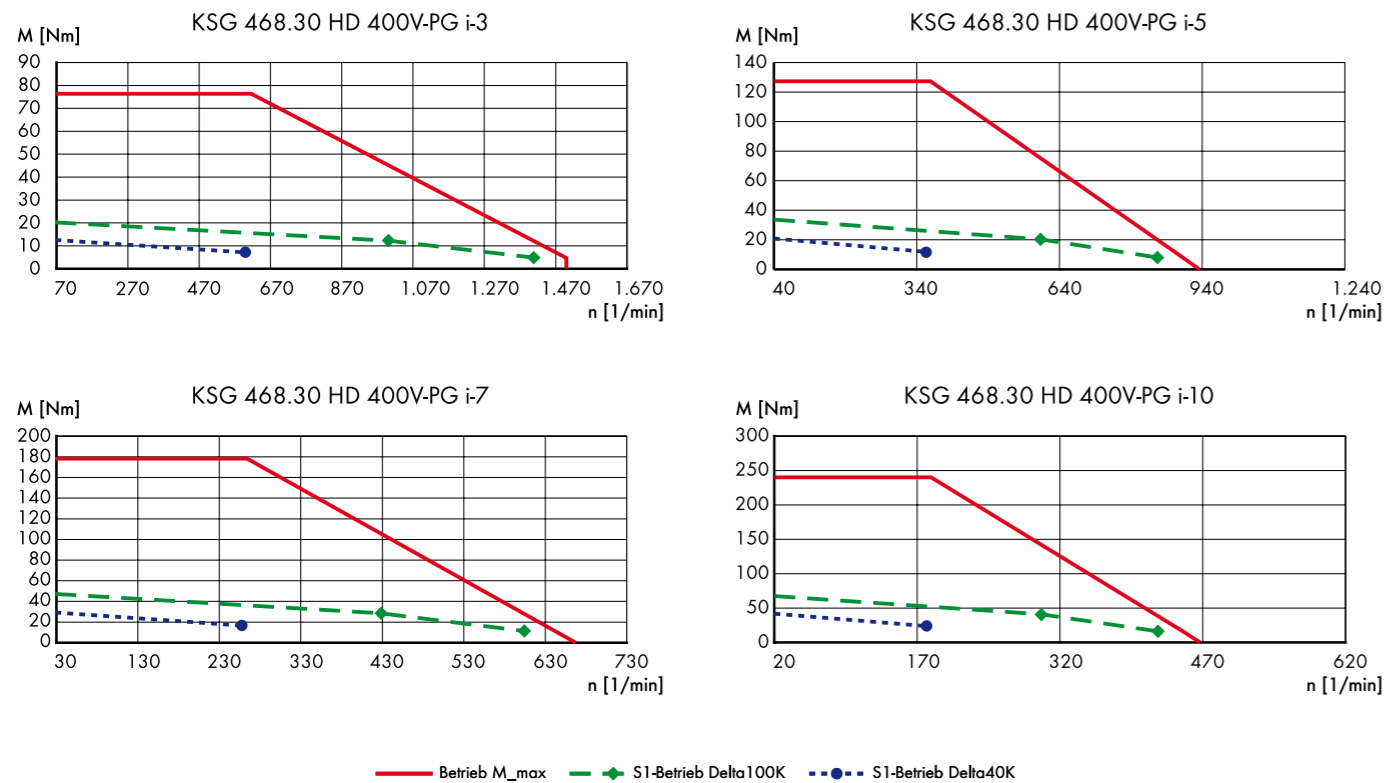 KSG 468.30 HD 400V-PG i-3
M [Nm]
90
80
70
60
50
40
30
20
10
0
70 270 470 670 870 1.070 1.270 1.470 1.670
n [1/min]
KSG 468.30 HD 400V-PG i-5
M [Nm]
140
120
100
80
60
40
20
0
40 340 640 940 1.240
n [1/min]
KSG 468.30 HD 400V-PG i-7
M [Nm]
200
180
160
140
120
100
80
60
40
20
0
30 130 230 330 430 530 630 730
n [1/min]
KSG 468.30 HD 400V-PG i-10
M [Nm]
300
250
200
150
100
50
0
20 170 320 470 620
n [1/min]
Betrieb M_max S1-Betrieb Delta100K S1-Betrieb Delta40K